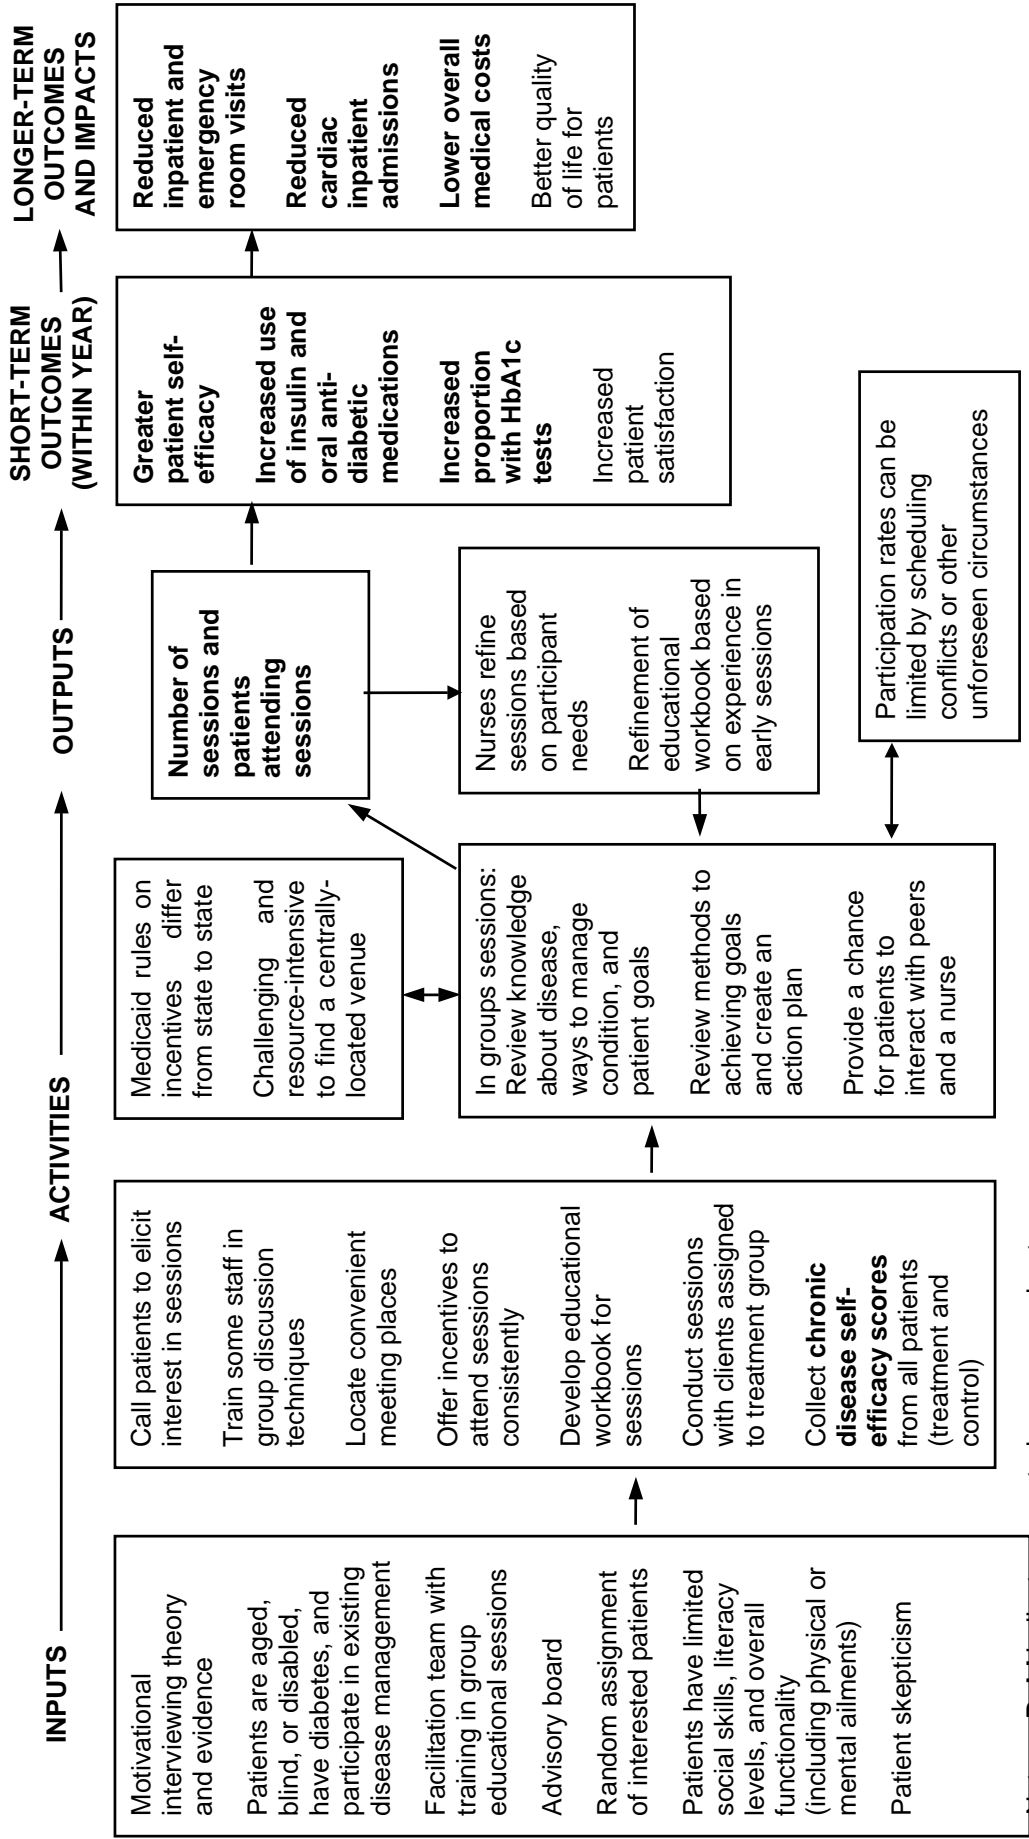 INPUTS
ACTIVITIES
OUTPUTS
SHORT-TERM
OUTCOMES
(WITHIN YEAR)
LONGER-TERM
OUTCOMES
AND IMPACTS
Motivational
interviewing theory
and evidence
Patients are aged,
blind, or disabled,
have diabetes, and
participate in existing
disease management
Facilitation team with
training in group
educational sessions
Advisory board
Random assignment
of interested patients
Patients have limited
social skills, literacy
levels, and overall
functionality
(including physical or
mental ailments)
Patient skepticism
Call patients to elicit
interest in sessions
Train some staff in
group discussion
techniques
Locate convenient
meeting places
Offer incentives to
attend sessions
consistently
Develop educational
workbook for
sessions
Conduct sessions
with clients assigned
to treatment group
Collect chronic
disease self-
efficacy scores
from all patients
(treatment and
control)
Medicaid rules on
incentives differ
from state to state
Challenging and
resource-intensive
to find a centrally-
located venue
In groups sessions:
Review knowledge
about disease,
ways to manage
condition, and
patient goals
Review methods to
achieving goals
and create an
action plan
Provide a chance
for patients to
interact with peers
and a nurse
Number of
sessions and
patients
attending
sessions
Nurses refine
sessions based
on participant
needs
Refinement of
educational
workbook based
on experience in
early sessions
Participation rates can be
limited by scheduling
conflicts or other
unforeseen circumstances
Greater
patient self-
efficacy
Increased use
of insulin and
oral anti-
diabetic
medications
Increased
proportion
with HbA1c
tests
Increased
patient
satisfaction
Reduced
inpatient and
emergency
room visits
Reduced
cardiac
inpatient
admissions
Lower overall
medical costs
Better quality
of life for
patients